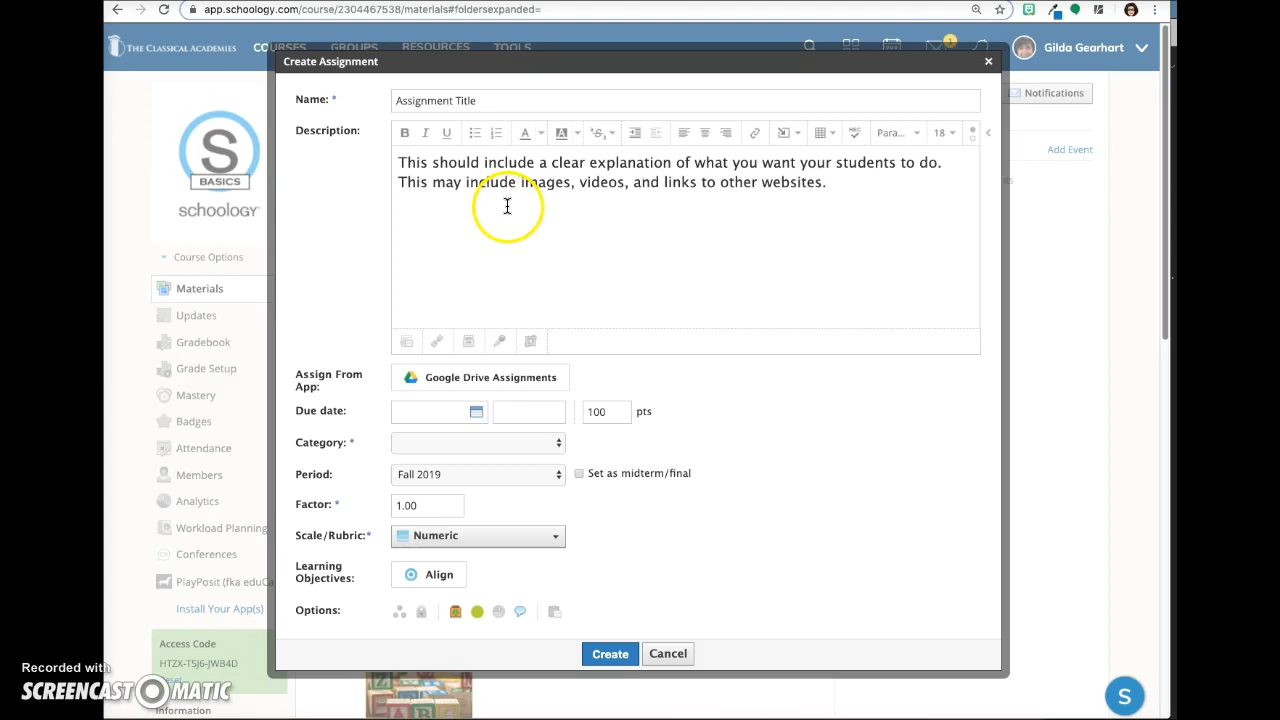 app.schoology.com/course/2304467538/materials#foldersexpanded=
THE CLASSICAL ACADEMIES
COURSES GROUPS RESOURCES TOOLS
1
Gilda Gearhart
Create Assignment
Notifications
Add Event
S
BASICS
schoology
Course Options
Materials
Updates
Gradebook
Grade Setup
Mastery
Badges
Attendance
Members
Analytics
Workload Planning
Conferences
PlayPosit (fka eduCa
Install Your App(s)
Access Code
HTZX-T5J6-JWB4D
Reset
Information
Name: *
Assignment Title
Description:
B I U A A S Para... 18
This should include a clear explanation of what you want your students to do.
This may include images, videos, and links to other websites.
Assign From
App:
Google Drive Assignments
Due date:
100 pts
Category: *
Period:
Fall 2019
Set as midterm/final
Factor: *
1.00
Scale/Rubric:*
Numeric
Learning
Objectives:
Align
Options:
Create
Cancel
Recorded with
SCREENCAST MATIC
S